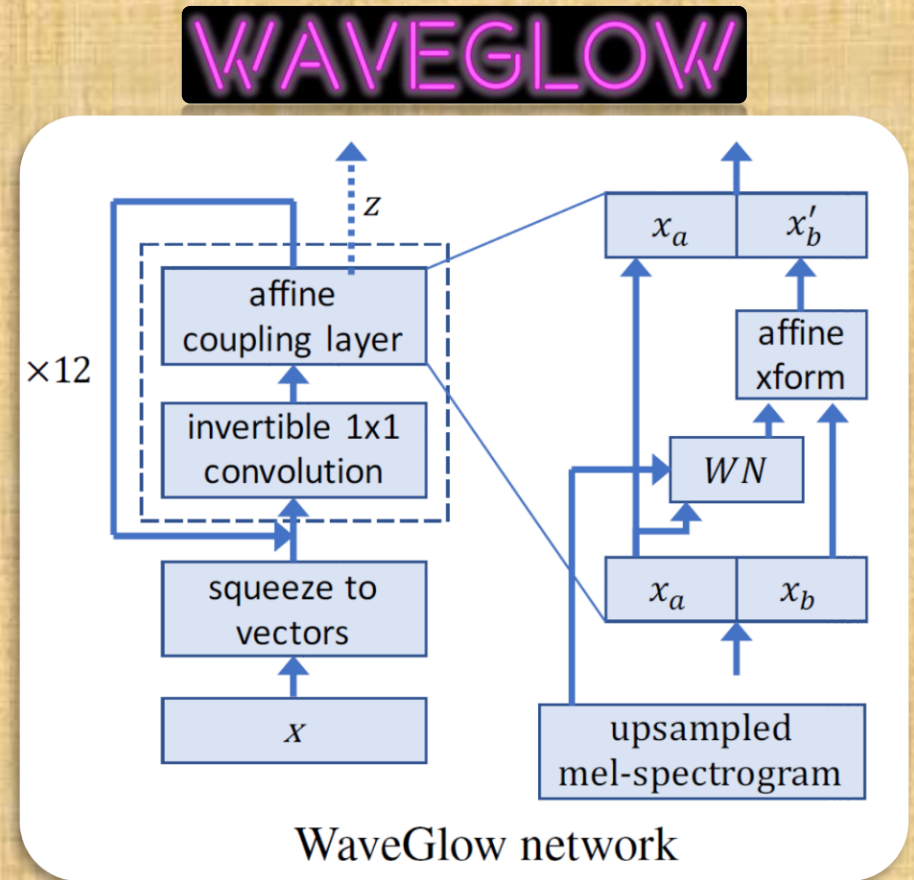 WAVEGLOW
z
affine
coupling layer
×12
invertible 1x1
convolution
squeeze to
vectors
x
x_a
x'_b
affine
xform
WN
x_a
x_b
upsampled
mel-spectrogram
WaveGlow network